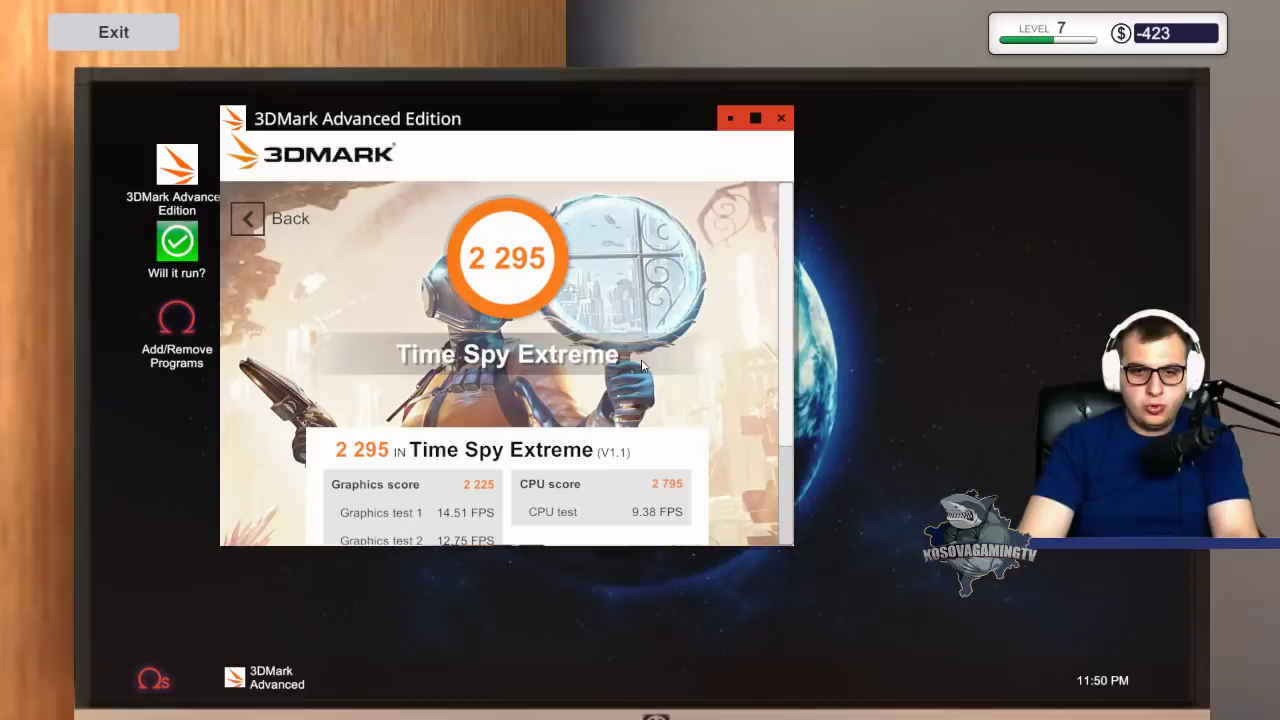 Exit
LEVEL 7
$ -423
3DMark Advanced Edition
3DMARK
3DMark Advance
Edition
Back
2 295
Will it run?
Time Spy Extreme
Add/Remove
Programs
2 295 IN Time Spy Extreme (V1.1)
Graphics score 2 225
CPU score 2 795
Graphics test 1 14.51 FPS
CPU test 9.38 FPS
Graphics test 2 12.75 FPS
KOSOVAGAMINGTV
Ωs
3DMark
Advanced
11:50 PM